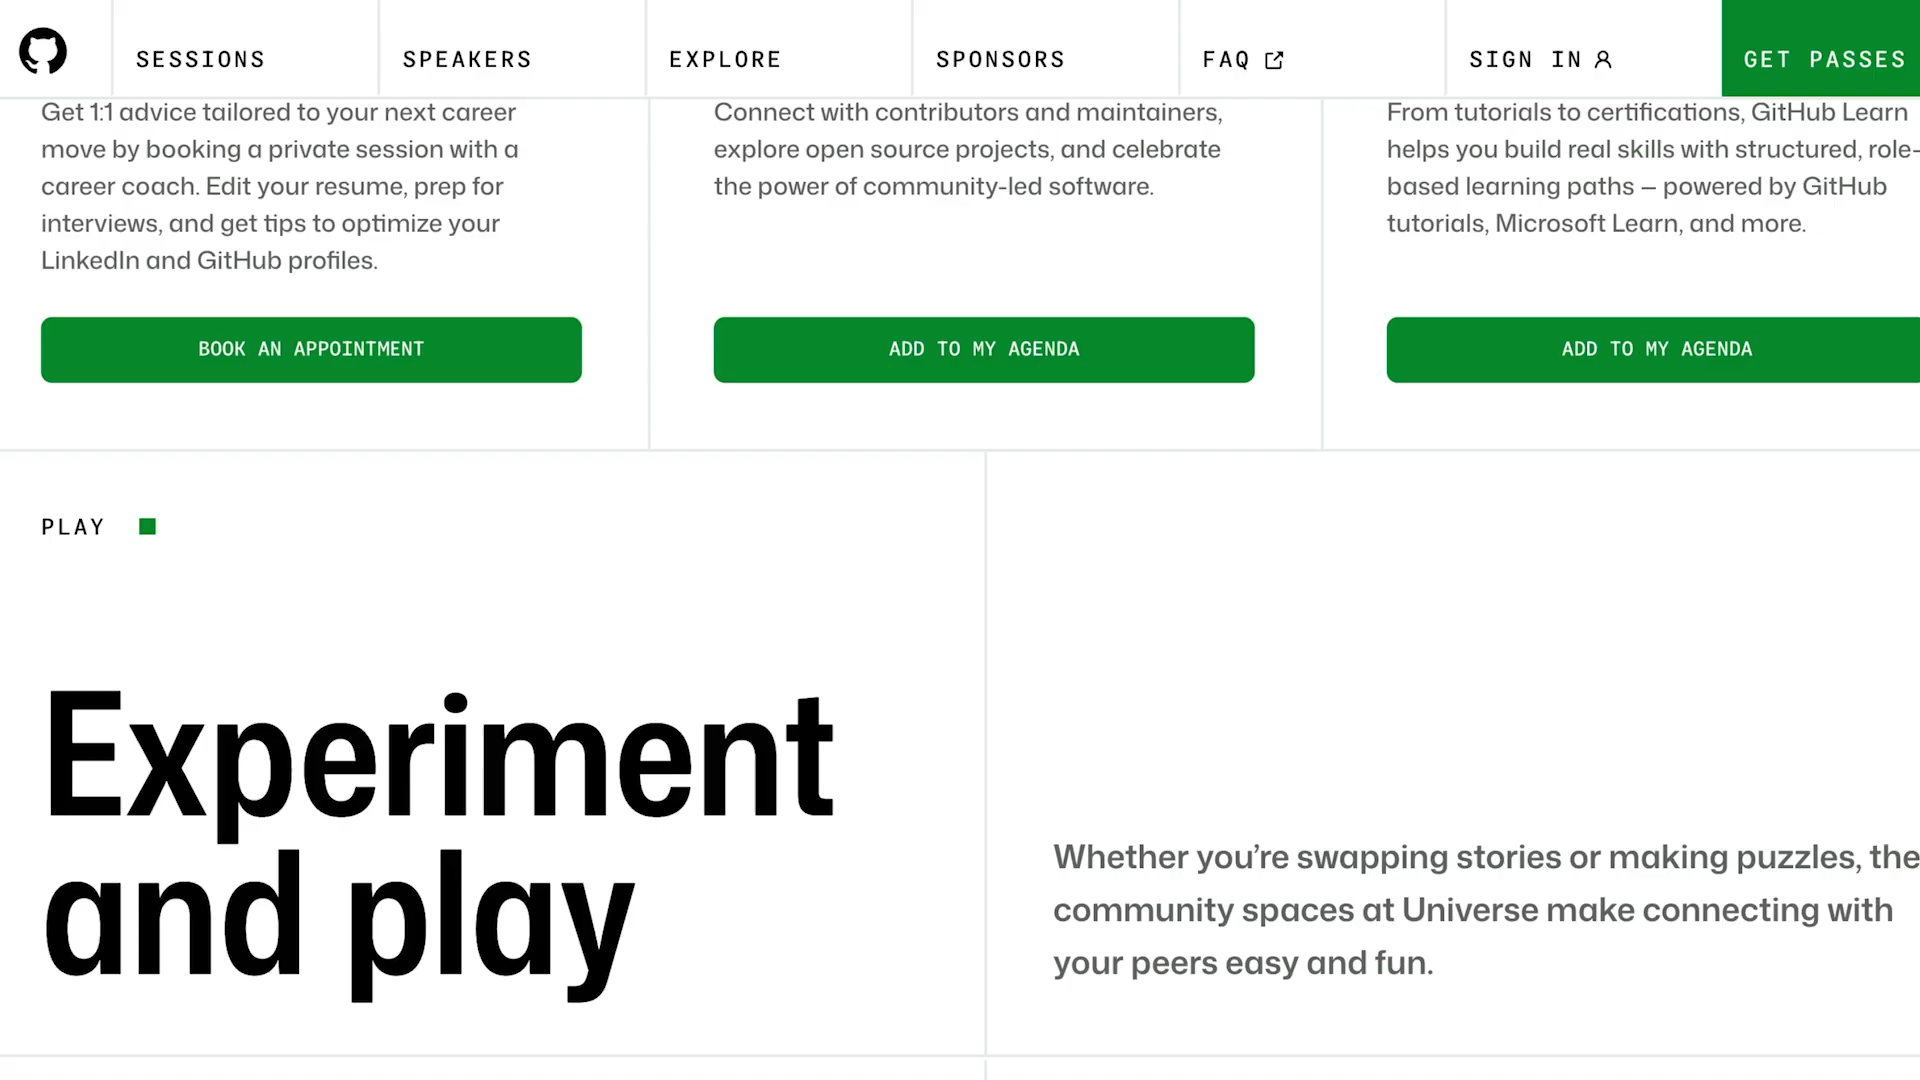 SESSIONS
SPEAKERS
EXPLORE
SPONSORS
FAQ
SIGN IN
GET PASSES
Get 1:1 advice tailored to your next career
move by booking a private session with a
career coach. Edit your resume, prep for
interviews, and get tips to optimize your
LinkedIn and GitHub profiles.
BOOK AN APPOINTMENT
Connect with contributors and maintainers,
explore open source projects, and celebrate
the power of community-led software.
ADD TO MY AGENDA
From tutorials to certifications, GitHub Learn
helps you build real skills with structured, role-
based learning paths — powered by GitHub
tutorials, Microsoft Learn, and more.
ADD TO MY AGENDA
PLAY
Experiment
and play
Whether you’re swapping stories or making puzzles, the
community spaces at Universe make connecting with
your peers easy and fun.